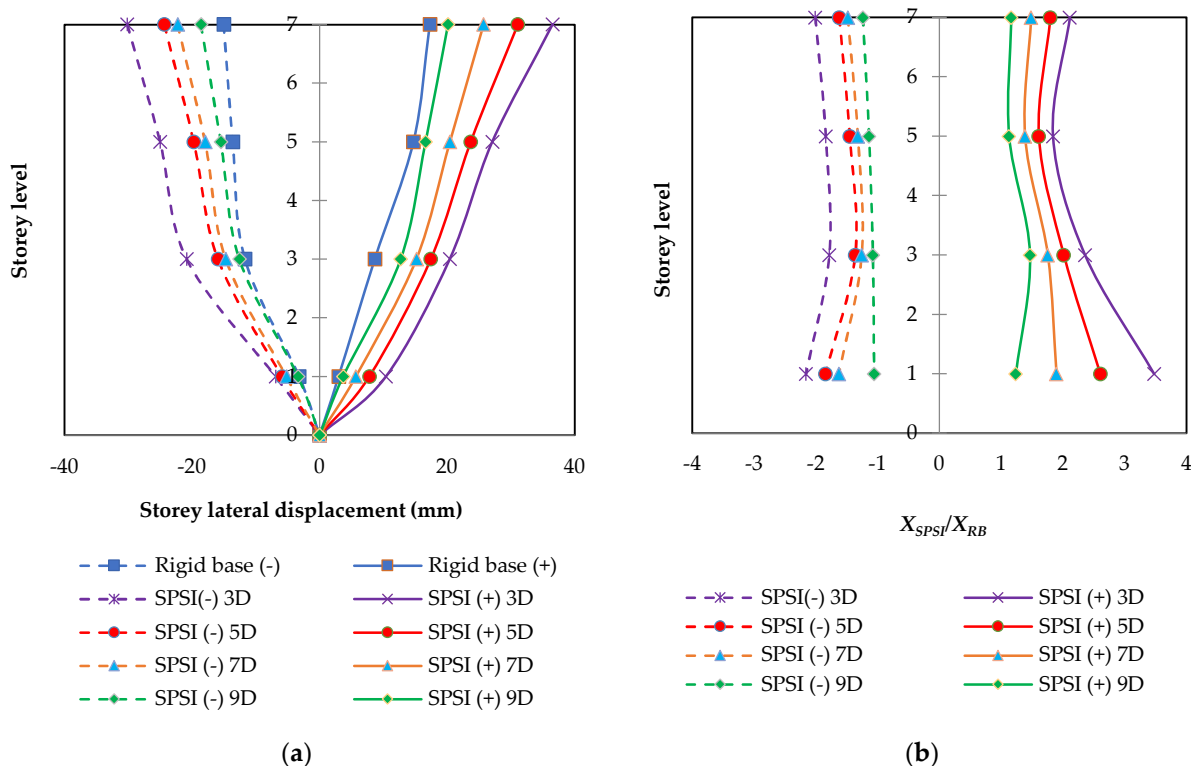 7
6
5
4
3
2
1
0
Storey level
-40 -20 0 20 40
Storey lateral displacement (mm)
Rigid base (-) Rigid base (+)
SPSI(-) 3D SPSI (+) 3D
SPSI (-) 5D SPSI (+) 5D
SPSI (-) 7D SPSI (+) 7D
SPSI (-) 9D SPSI (+) 9D
(a)
7
6
5
4
3
2
1
0
Storey level
-4 -3 -2 -1 0 1 2 3 4
X_SPSI/X_RB
SPSI(-) 3D SPSI (+) 3D
SPSI (-) 5D SPSI (+) 5D
SPSI (-) 7D SPSI (+) 7D
SPSI (-) 9D SPSI (+) 9D
(b)